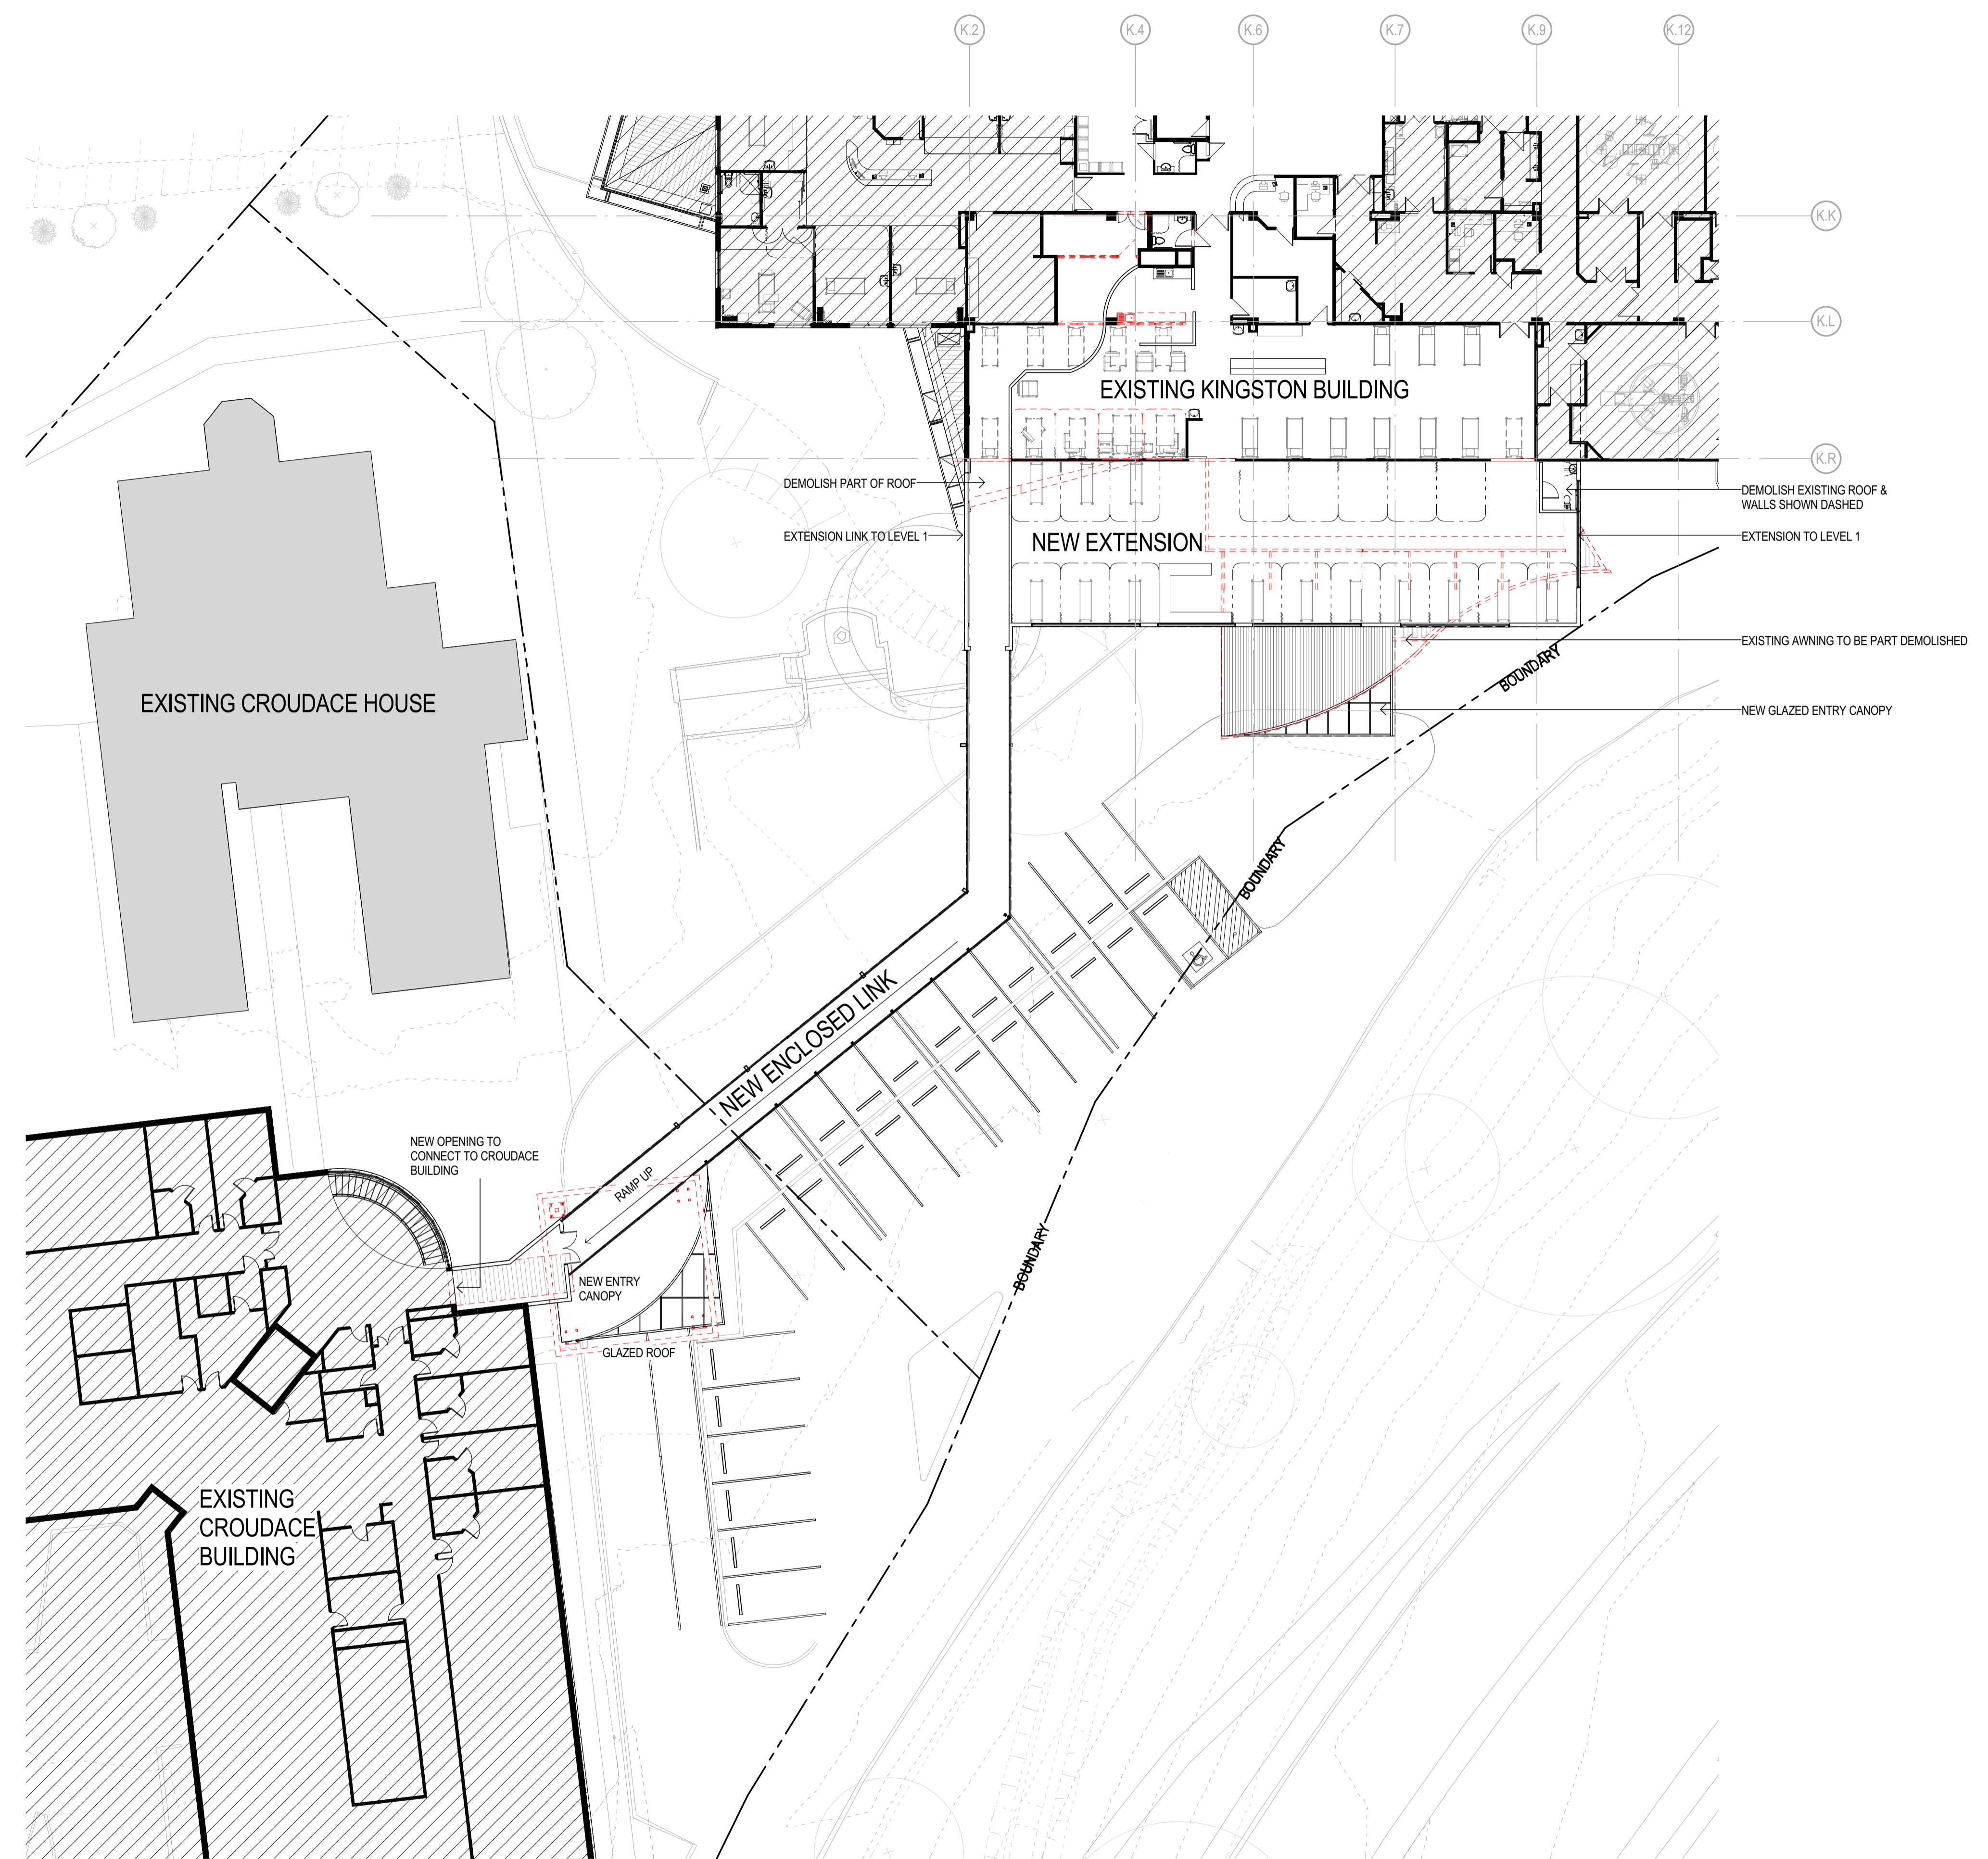 K.2
K.4
K.6
K.7
K.9
K.12
K.K
K.L
EXISTING KINGSTON BUILDING
K.R
DEMOLISH PART OF ROOF
DEMOLISH EXISTING ROOF &
WALLS SHOWN DASHED
EXTENSION LINK TO LEVEL 1
NEW EXTENSION
EXTENSION TO LEVEL 1
EXISTING AWNING TO BE PART DEMOLISHED
BOUNDARY
EXISTING CROUDACE HOUSE
NEW GLAZED ENTRY CANOPY
BOUNDARY
NEW ENCLOSED LINK
NEW OPENING TO
CONNECT TO CROUDACE
BUILDING
RAMP UP
BOUNDARY
NEW ENTRY
CANOPY
GLAZED ROOF
EXISTING
CROUDACE
BUILDING